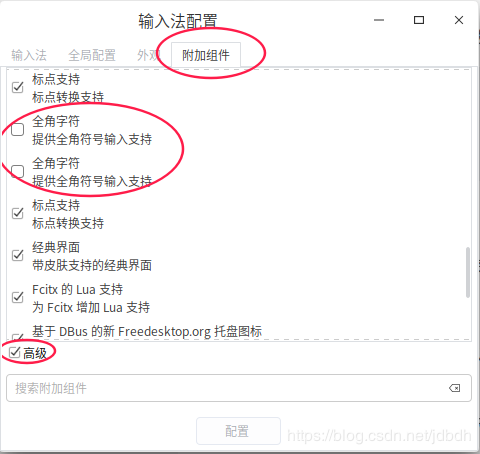 输入法配置
输入法 全局配置 外观 附加组件
标点支持
标点转换支持
全角字符
提供全角符号输入支持
全角字符
提供全角符号输入支持
标点支持
标点转换支持
经典界面
带皮肤支持的经典界面
Fcitx 的 Lua 支持
为 Fcitx 增加 Lua 支持
基于 DBus 的新 Freedesktop.org 托盘图标
高级
搜索附加组件
配置
https://blog.csdn.net/jdbdh